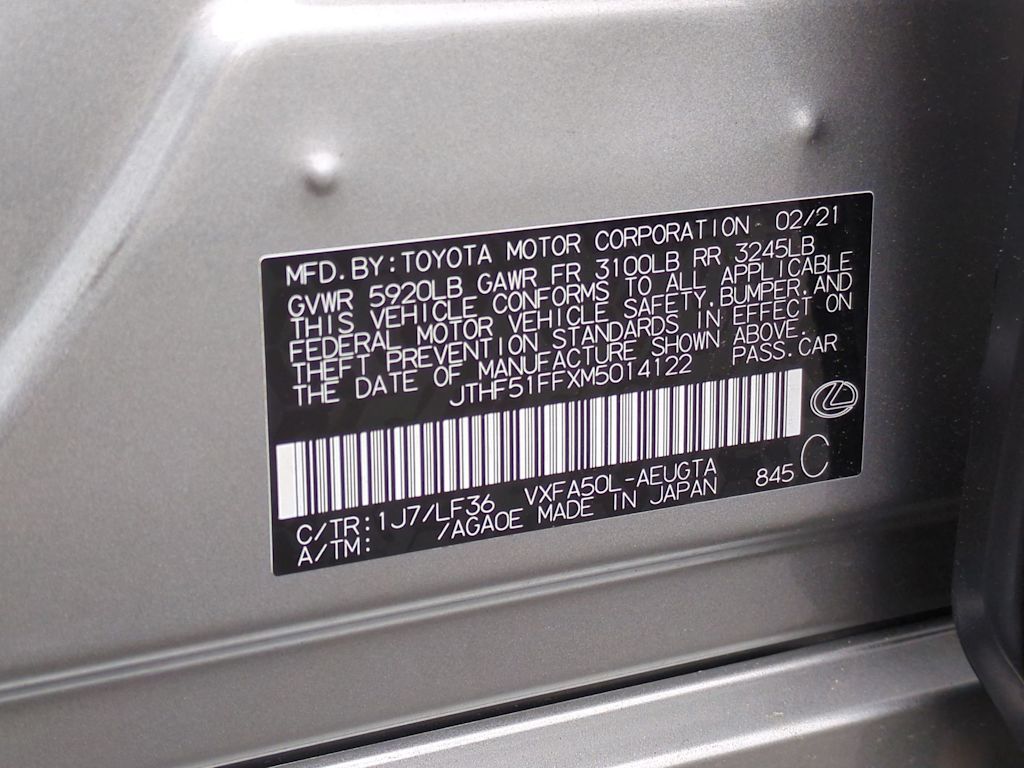 MFD. BY: TOYOTA MOTOR CORPORATION 02/21
GVWR 5920LB GAWR FR 3100LB RR 3245LB
THIS VEHICLE CONFORMS TO ALL APPLICABLE
FEDERAL MOTOR VEHICLE SAFETY, BUMPER, AND
THEFT PREVENTION STANDARDS IN EFFECT ON
THE DATE OF MANUFACTURE SHOWN ABOVE.
JTHF51FFXM5014122 PASS. CAR
C/TR: 1J7/LF36 VXFA50L-AEUGTA 845 C
A/TM: /AGAOE MADE IN JAPAN